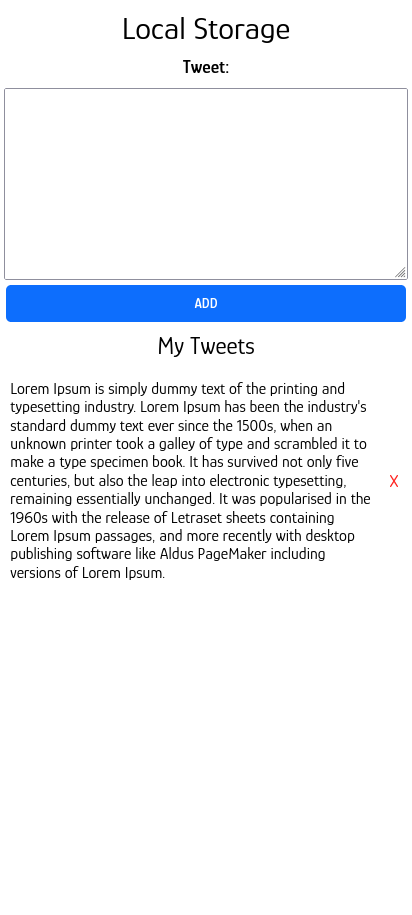 Local Storage
Tweet:
ADD
My Tweets
Lorem Ipsum is simply dummy text of the printing and
typesetting industry. Lorem Ipsum has been the industry's
standard dummy text ever since the 1500s, when an
unknown printer took a galley of type and scrambled it to
make a type specimen book. It has survived not only five
centuries, but also the leap into electronic typesetting,
remaining essentially unchanged. It was popularised in the
1960s with the release of Letraset sheets containing
Lorem Ipsum passages, and more recently with desktop
publishing software like Aldus PageMaker including
versions of Lorem Ipsum.
X